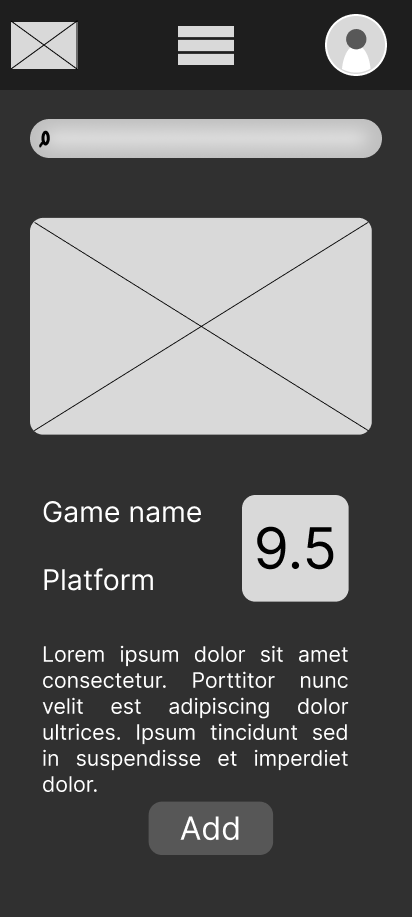 Game name
9.5
Platform
Lorem ipsum dolor sit amet
consectetur. Porttitor nunc
velit est adipiscing dolor
ultrices. Ipsum tincidunt sed
in suspendisse et imperdiet
dolor.
Add